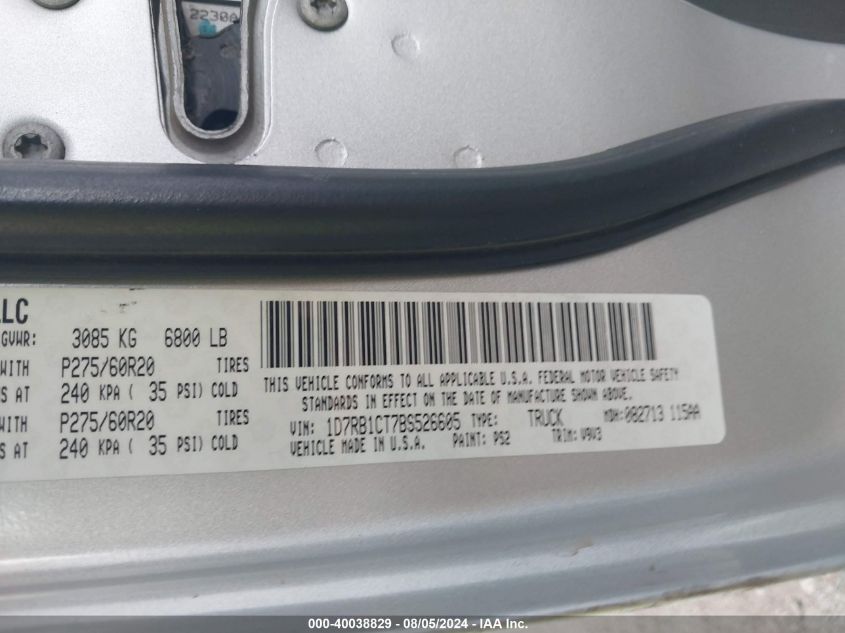 2230A
LLC
GVWR: 3085 KG 6800 LB
WITH P275/60R20 TIRES
S AT 240 KPA ( 35 PSI) COLD
WITH P275/60R20 TIRES
S AT 240 KPA ( 35 PSI) COLD
THIS VEHICLE CONFORMS TO ALL APPLICABLE U.S.A. FEDERAL MOTOR VEHICLE SAFETY
STANDARDS IN EFFECT ON THE DATE OF MANUFACTURE SHOWN ABOVE.
VIN: 1D7RB1CT7BS526605 TYPE: TRUCK MDH: 082713 115AA
VEHICLE MADE IN U.S.A. PAINT: PS2 TRIM: V9V3
000-40038829 - 08/05/2024 - IAA Inc.